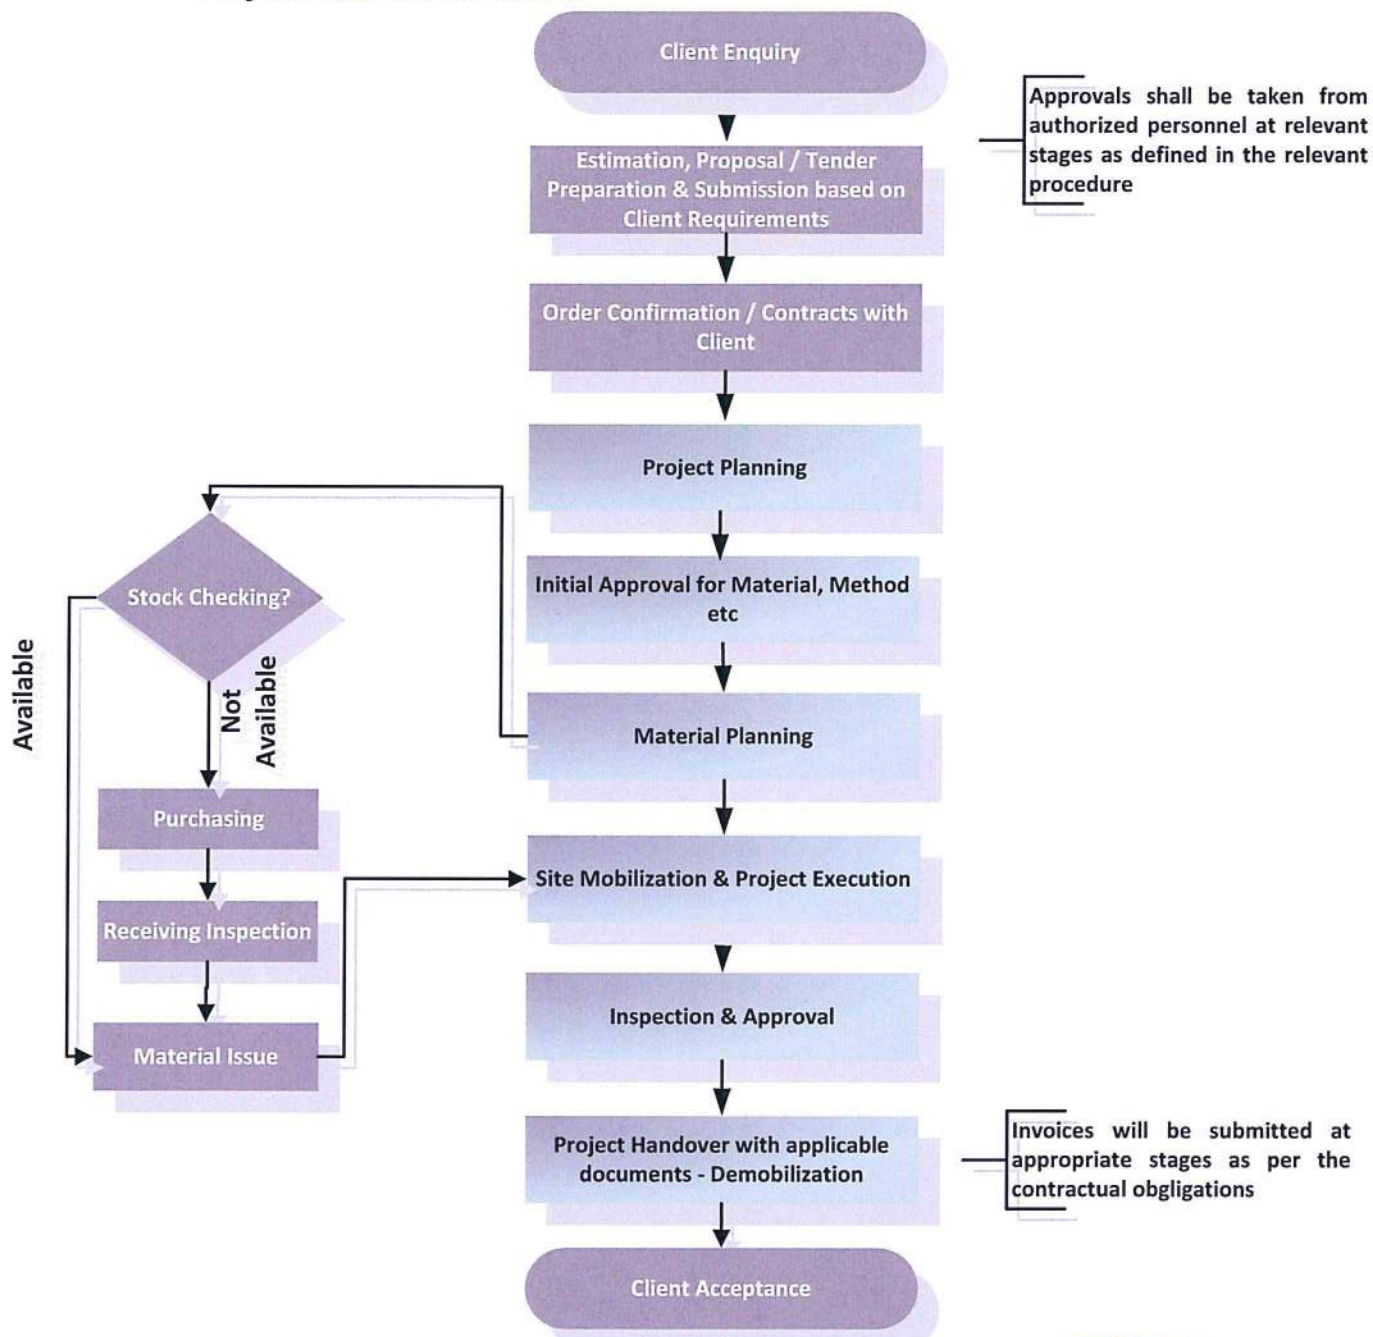 Client Enquiry
Approvals shall be taken from
authorized personnel at relevant
stages as defined in the relevant
procedure
Estimation, Proposal / Tender
Preparation & Submission based on
Client Requirements
Order Confirmation / Contracts with
Client
Project Planning
Initial Approval for Material, Method
etc
Stock Checking?
Available
Not
Available
Material Planning
Purchasing
Site Mobilization & Project Execution
Receiving Inspection
Inspection & Approval
Material Issue
Project Handover with applicable
documents - Demobilization
Invoices will be submitted at
appropriate stages as per the
contractual obgligations
Client Acceptance